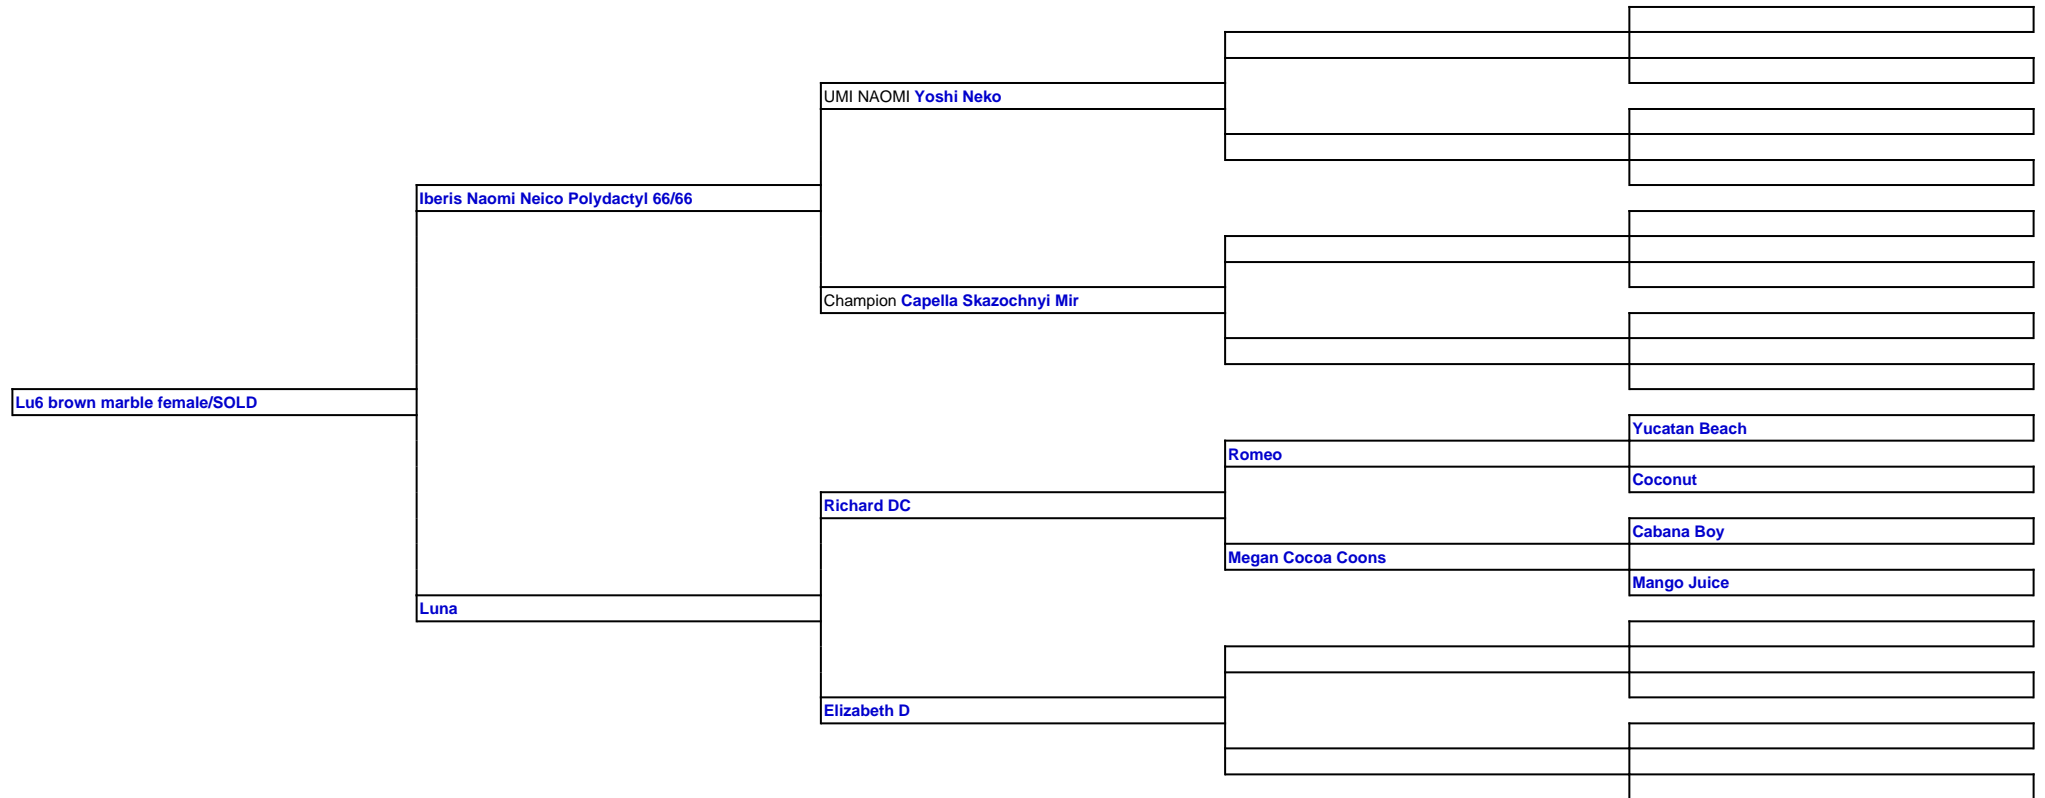 UMI NAOMI Yoshi Neko
Iberis Naomi Neico Polydactyl 66/66
Champion Capella Skazochnyi Mir
Lu6 brown marble female/SOLD
Yucatan Beach
Romeo
Coconut
Richard DC
Cabana Boy
Megan Cocoa Coons
Mango Juice
Luna
Elizabeth D